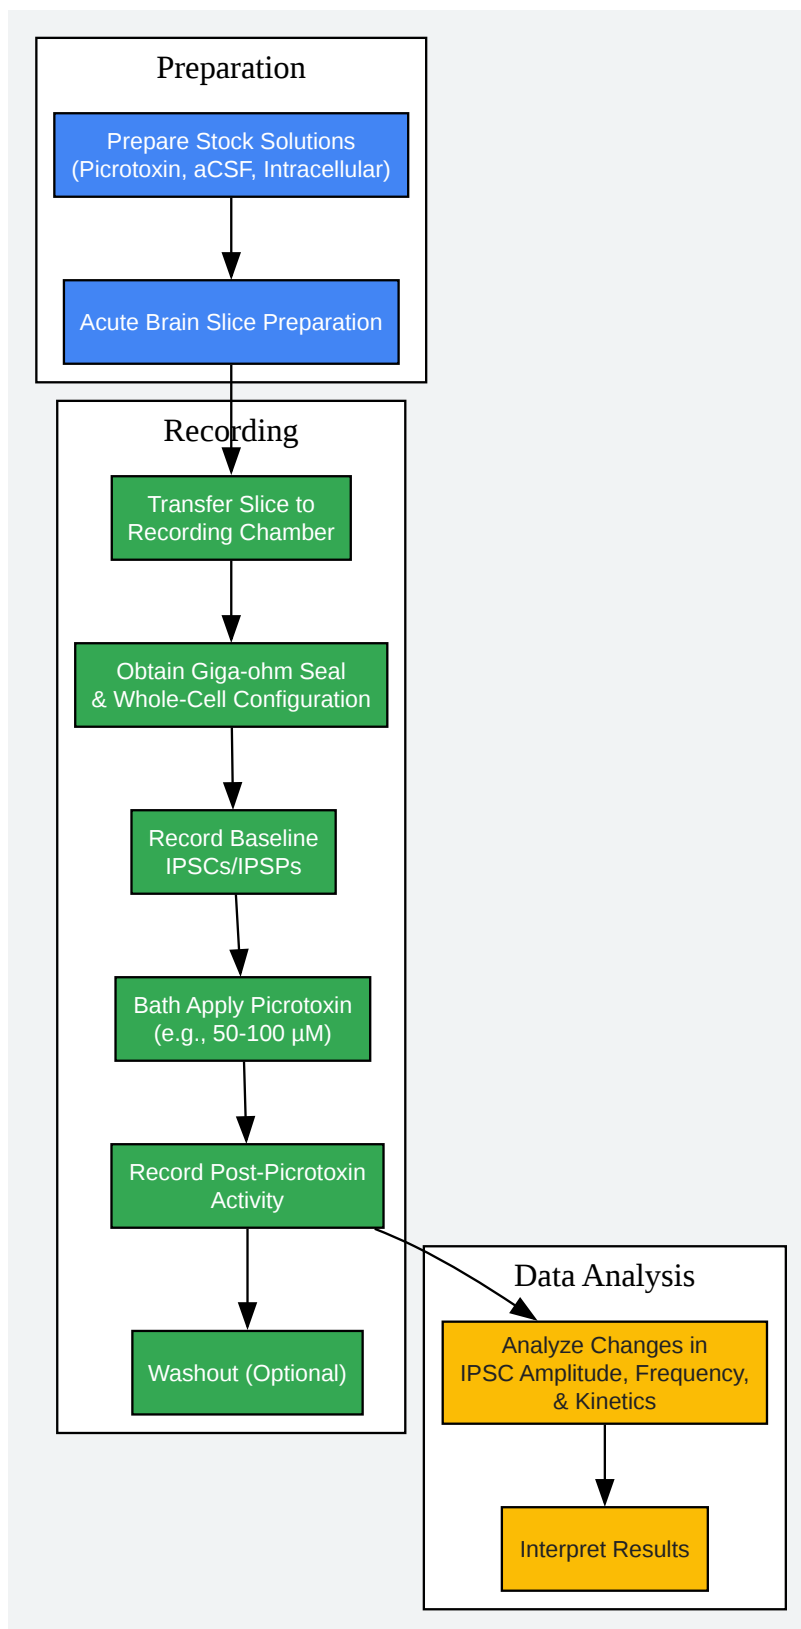 Preparation
Prepare Stock Solutions
(Picrotoxin, aCSF, Intracellular)
Acute Brain Slice Preparation
Recording
Transfer Slice to
Recording Chamber
Obtain Giga-ohm Seal
& Whole-Cell Configuration
Record Baseline
IPSCs/IPSPs
Bath Apply Picrotoxin
(e.g., 50-100 µM)
Record Post-Picrotoxin
Activity
Washout (Optional)
Data Analysis
Analyze Changes in
IPSC Amplitude, Frequency,
& Kinetics
Interpret Results